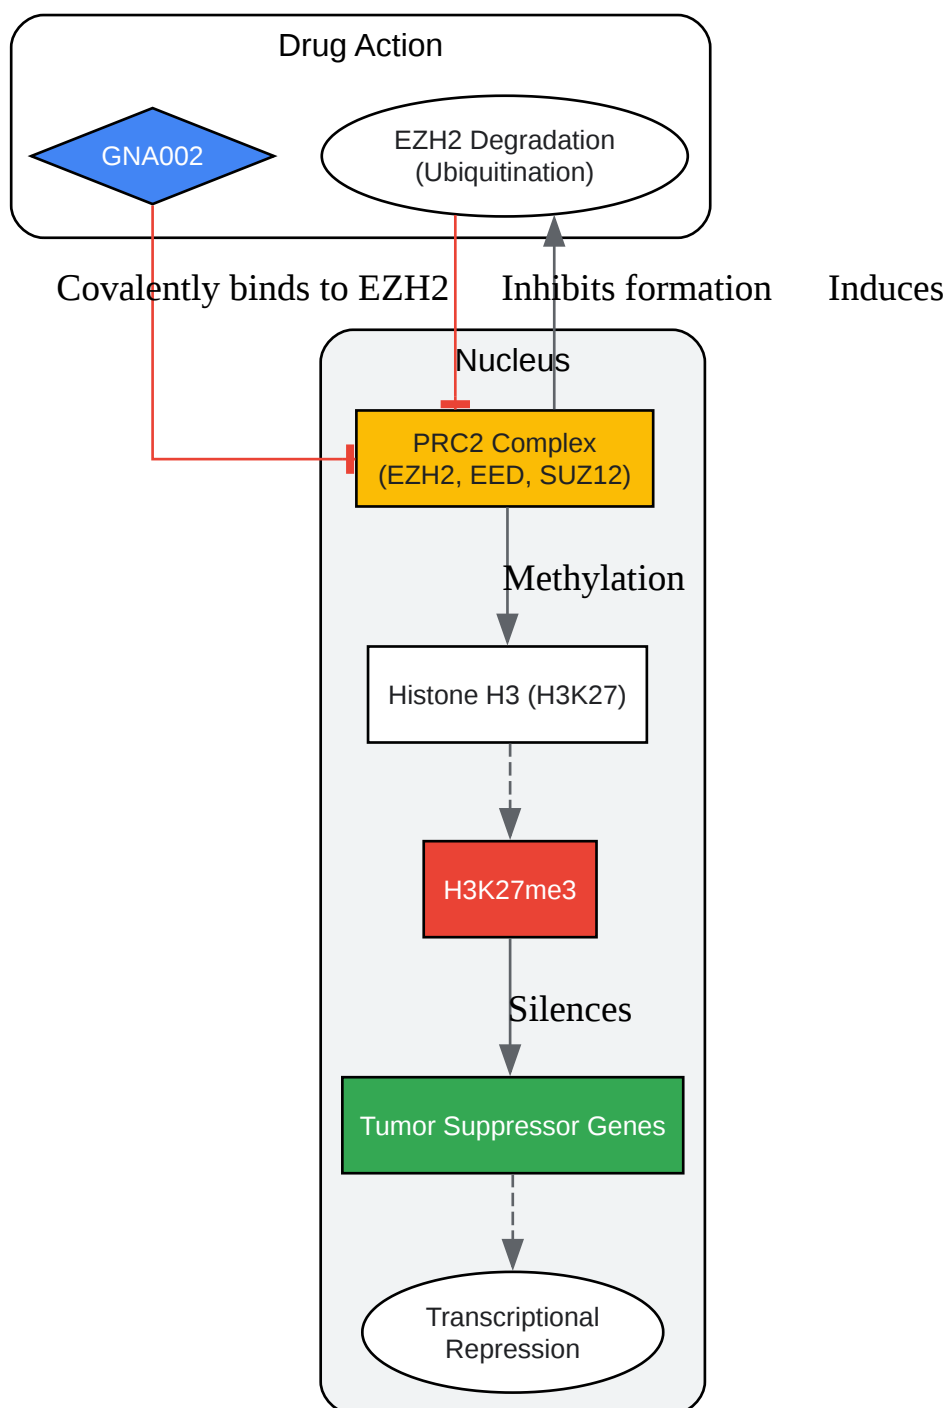 Drug Action
GNA002
EZH2 Degradation
(Ubiquitination)
Covalently binds to EZH2
Inhibits formation
Induces
Nucleus
PRC2 Complex
(EZH2, EED, SUZ12)
Methylation
Histone H3 (H3K27)
H3K27me3
Silences
Tumor Suppressor Genes
Transcriptional
Repression